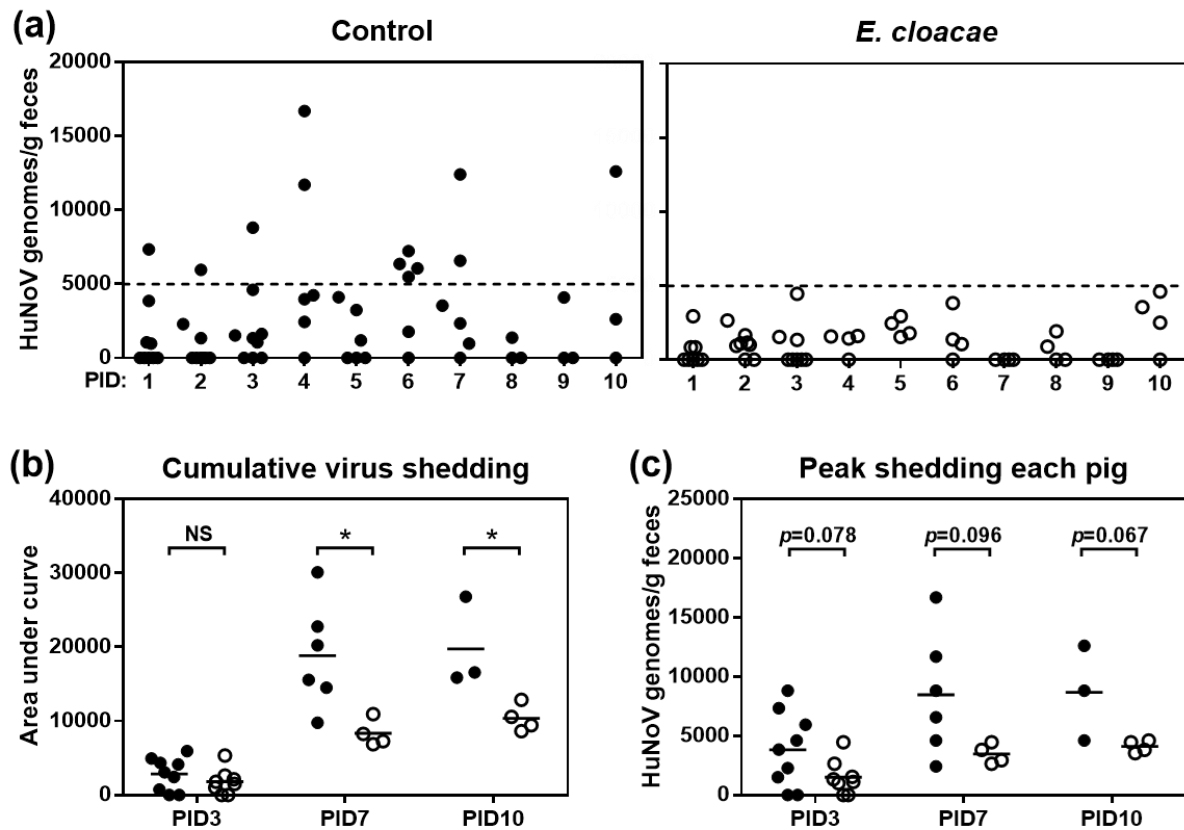 (a)
Control
E. cloacae
HuNoV genomes/g feces
20000
15000
10000
5000
0
PID: 1 2 3 4 5 6 7 8 9 10
1 2 3 4 5 6 7 8 9 10
(b)
Cumulative virus shedding
Area under curve
40000
30000
20000
10000
0
NS
*
*
PID3 PID7 PID10
(c)
Peak shedding each pig
HuNoV genomes/g feces
25000
20000
15000
10000
5000
0
p=0.078
p=0.096
p=0.067
PID3 PID7 PID10